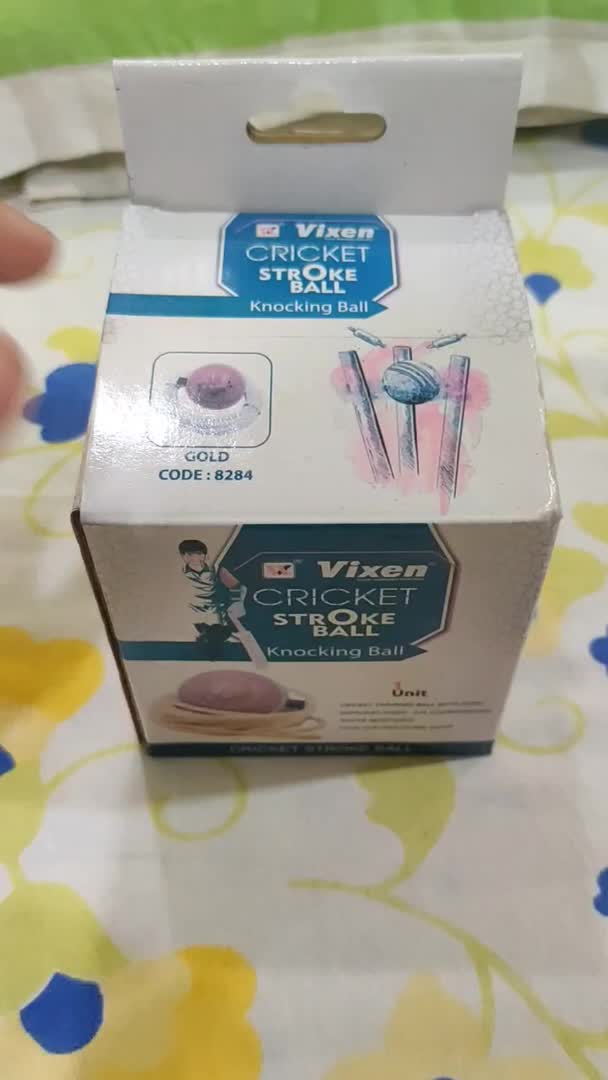 Vixen
CRICKET
STROKE
BALL
Knocking Ball
GOLD
CODE : 8284
Vixen
CRICKET
STROKE
BALL
Knocking Ball
1
Unit
CRICKET STROKE BALL